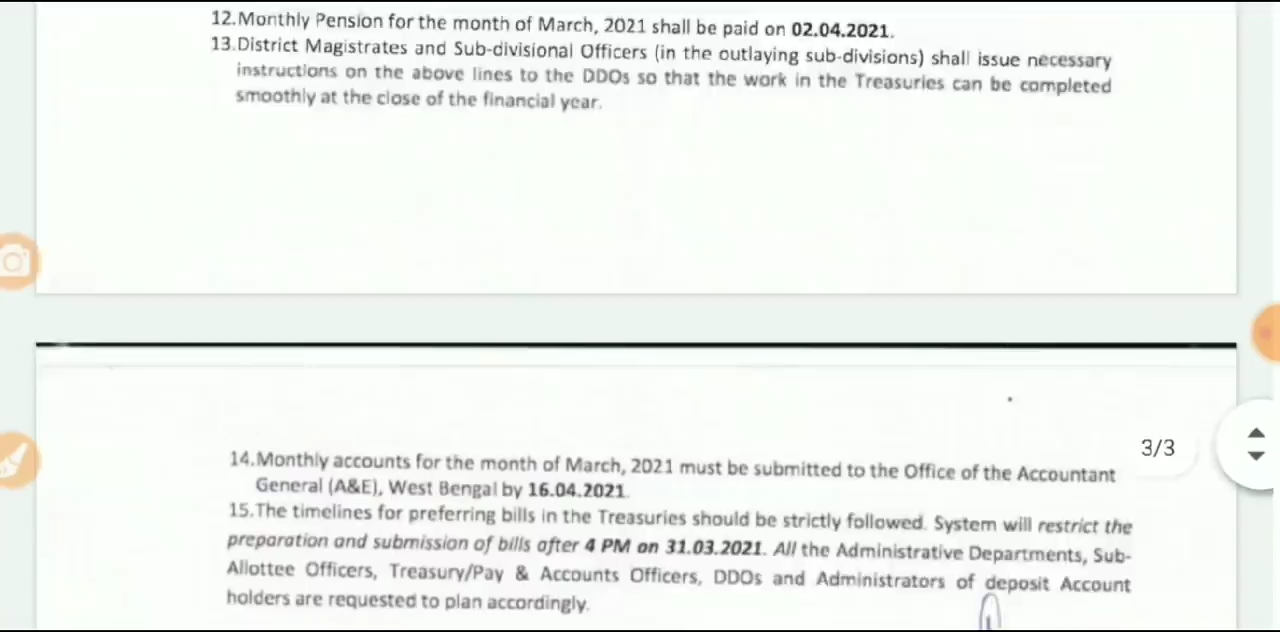 12.Monthly Pension for the month of March, 2021 shall be paid on 02.04.2021.
13.District Magistrates and Sub-divisional Officers (in the outlaying sub-divisions) shall issue necessary
instructions on the above lines to the DDOs so that the work in the Treasuries can be completed
smoothly at the close of the financial year.
3/3
14.Monthly accounts for the month of March, 2021 must be submitted to the Office of the Accountant
General (A&E), West Bengal by 16.04.2021.
15.The timelines for preferring bills in the Treasuries should be strictly followed. System will restrict the
preparation and submission of bills after 4 PM on 31.03.2021. All the Administrative Departments, Sub-
Allottee Officers, Treasury/Pay & Accounts Officers, DDOs and Administrators of deposit Account
holders are requested to plan accordingly.